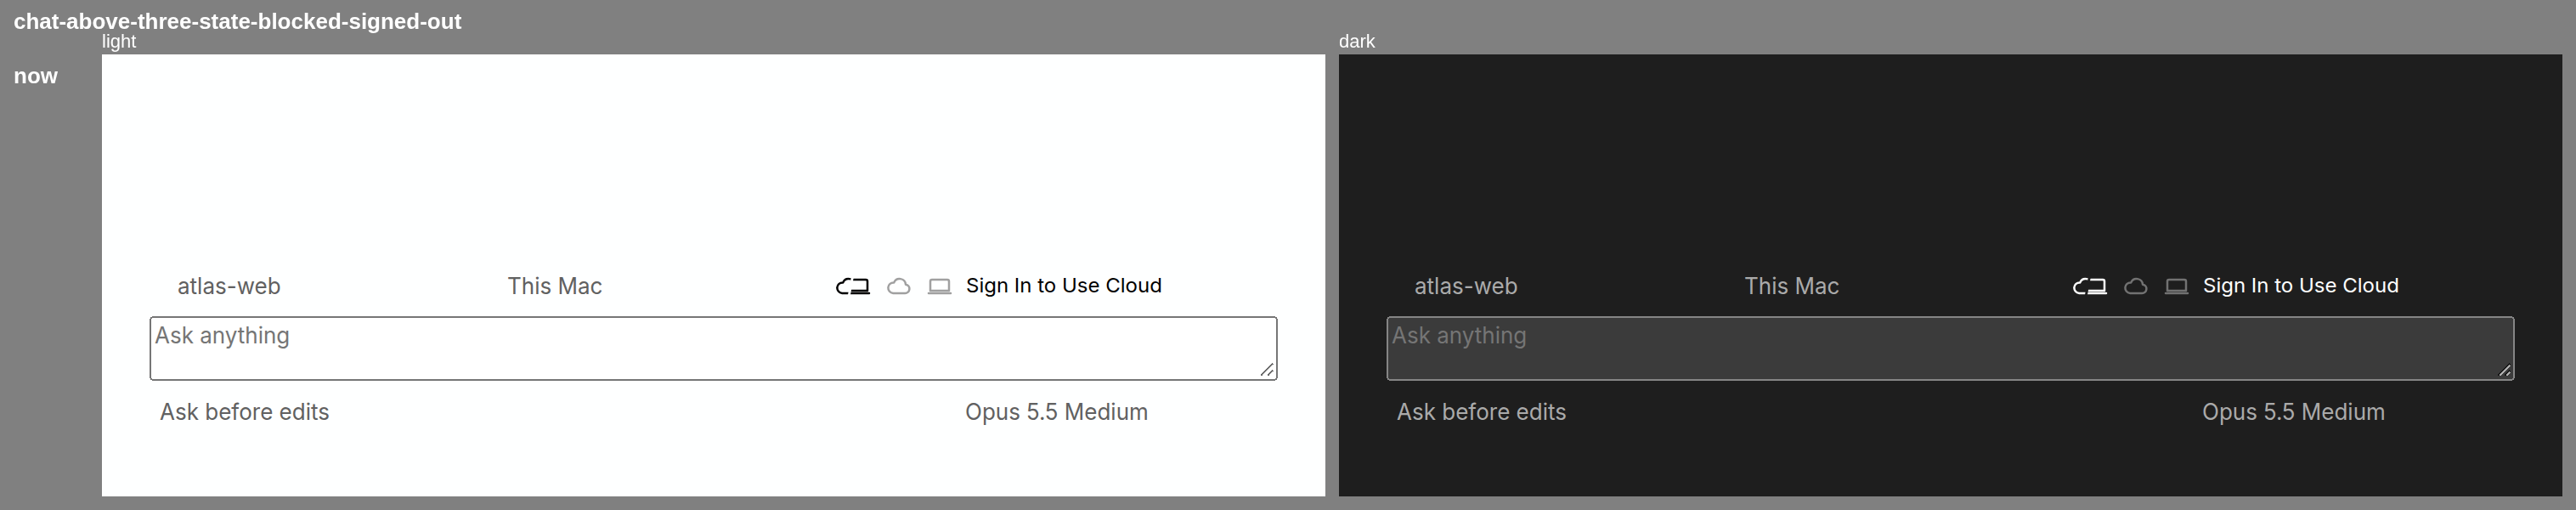 chat-above-three-state-blocked-signed-out
light
dark
now
atlas-web This Mac Sign In to Use Cloud
Ask anything
Ask before edits Opus 5.5 Medium
atlas-web This Mac Sign In to Use Cloud
Ask anything
Ask before edits Opus 5.5 Medium